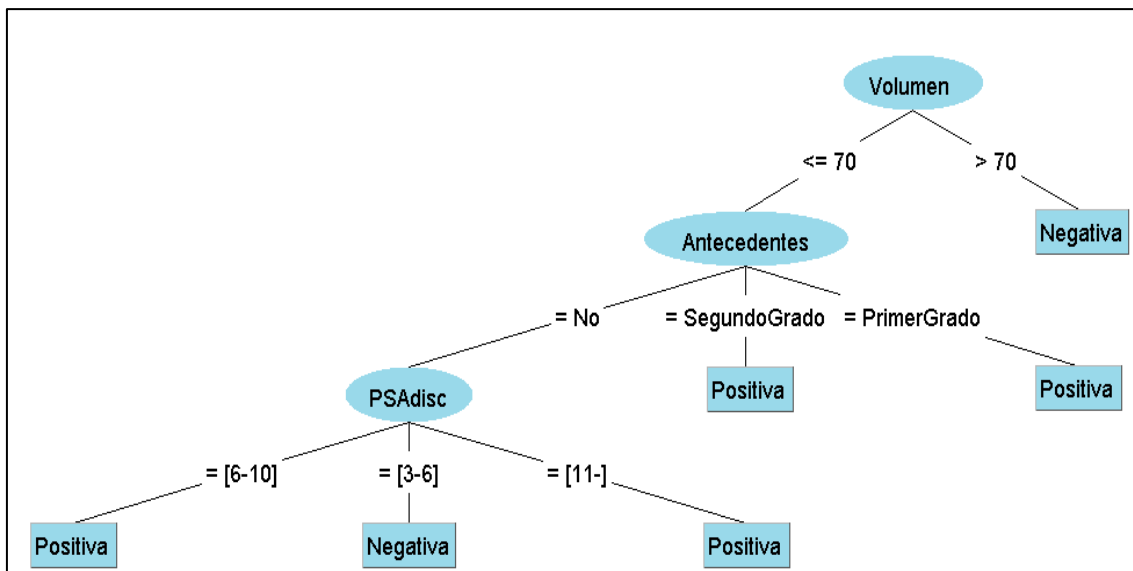 Volumen
<= 70
> 70
Antecedentes
Negativa
= No
= SegundoGrado
= PrimerGrado
PSAdisc
Positiva
Positiva
= [6-10]
= [3-6]
= [11-]
Positiva
Negativa
Positiva